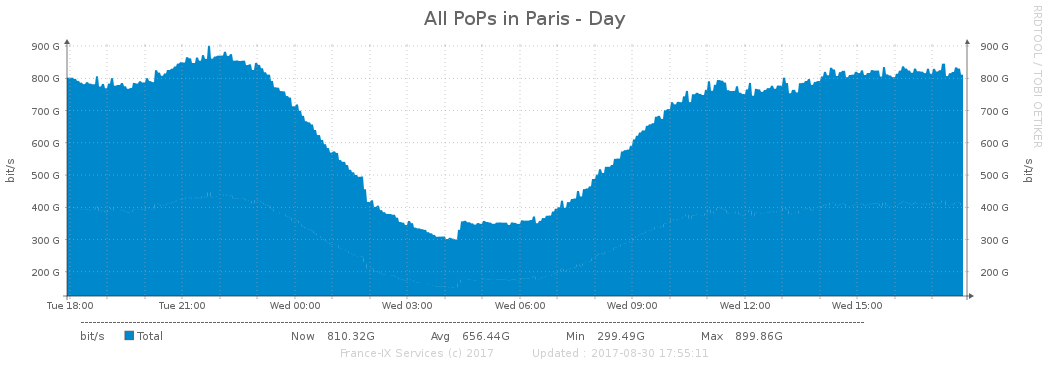 All PoPs in Paris - Day
RRDTOOL / TOBI OETIKER
bit/s
900 G 900 G
800 G 800 G
700 G 700 G
600 G 600 G
500 G 500 G
400 G 400 G
300 G 300 G
200 G 200 G
bit/s
Tue 18:00 Tue 21:00 Wed 00:00 Wed 03:00 Wed 06:00 Wed 09:00 Wed 12:00 Wed 15:00
bit/s Total Now 810.32G Avg 656.44G Min 299.49G Max 899.86G
France-IX Services (c) 2017 Updated : 2017-08-30 17:55:11